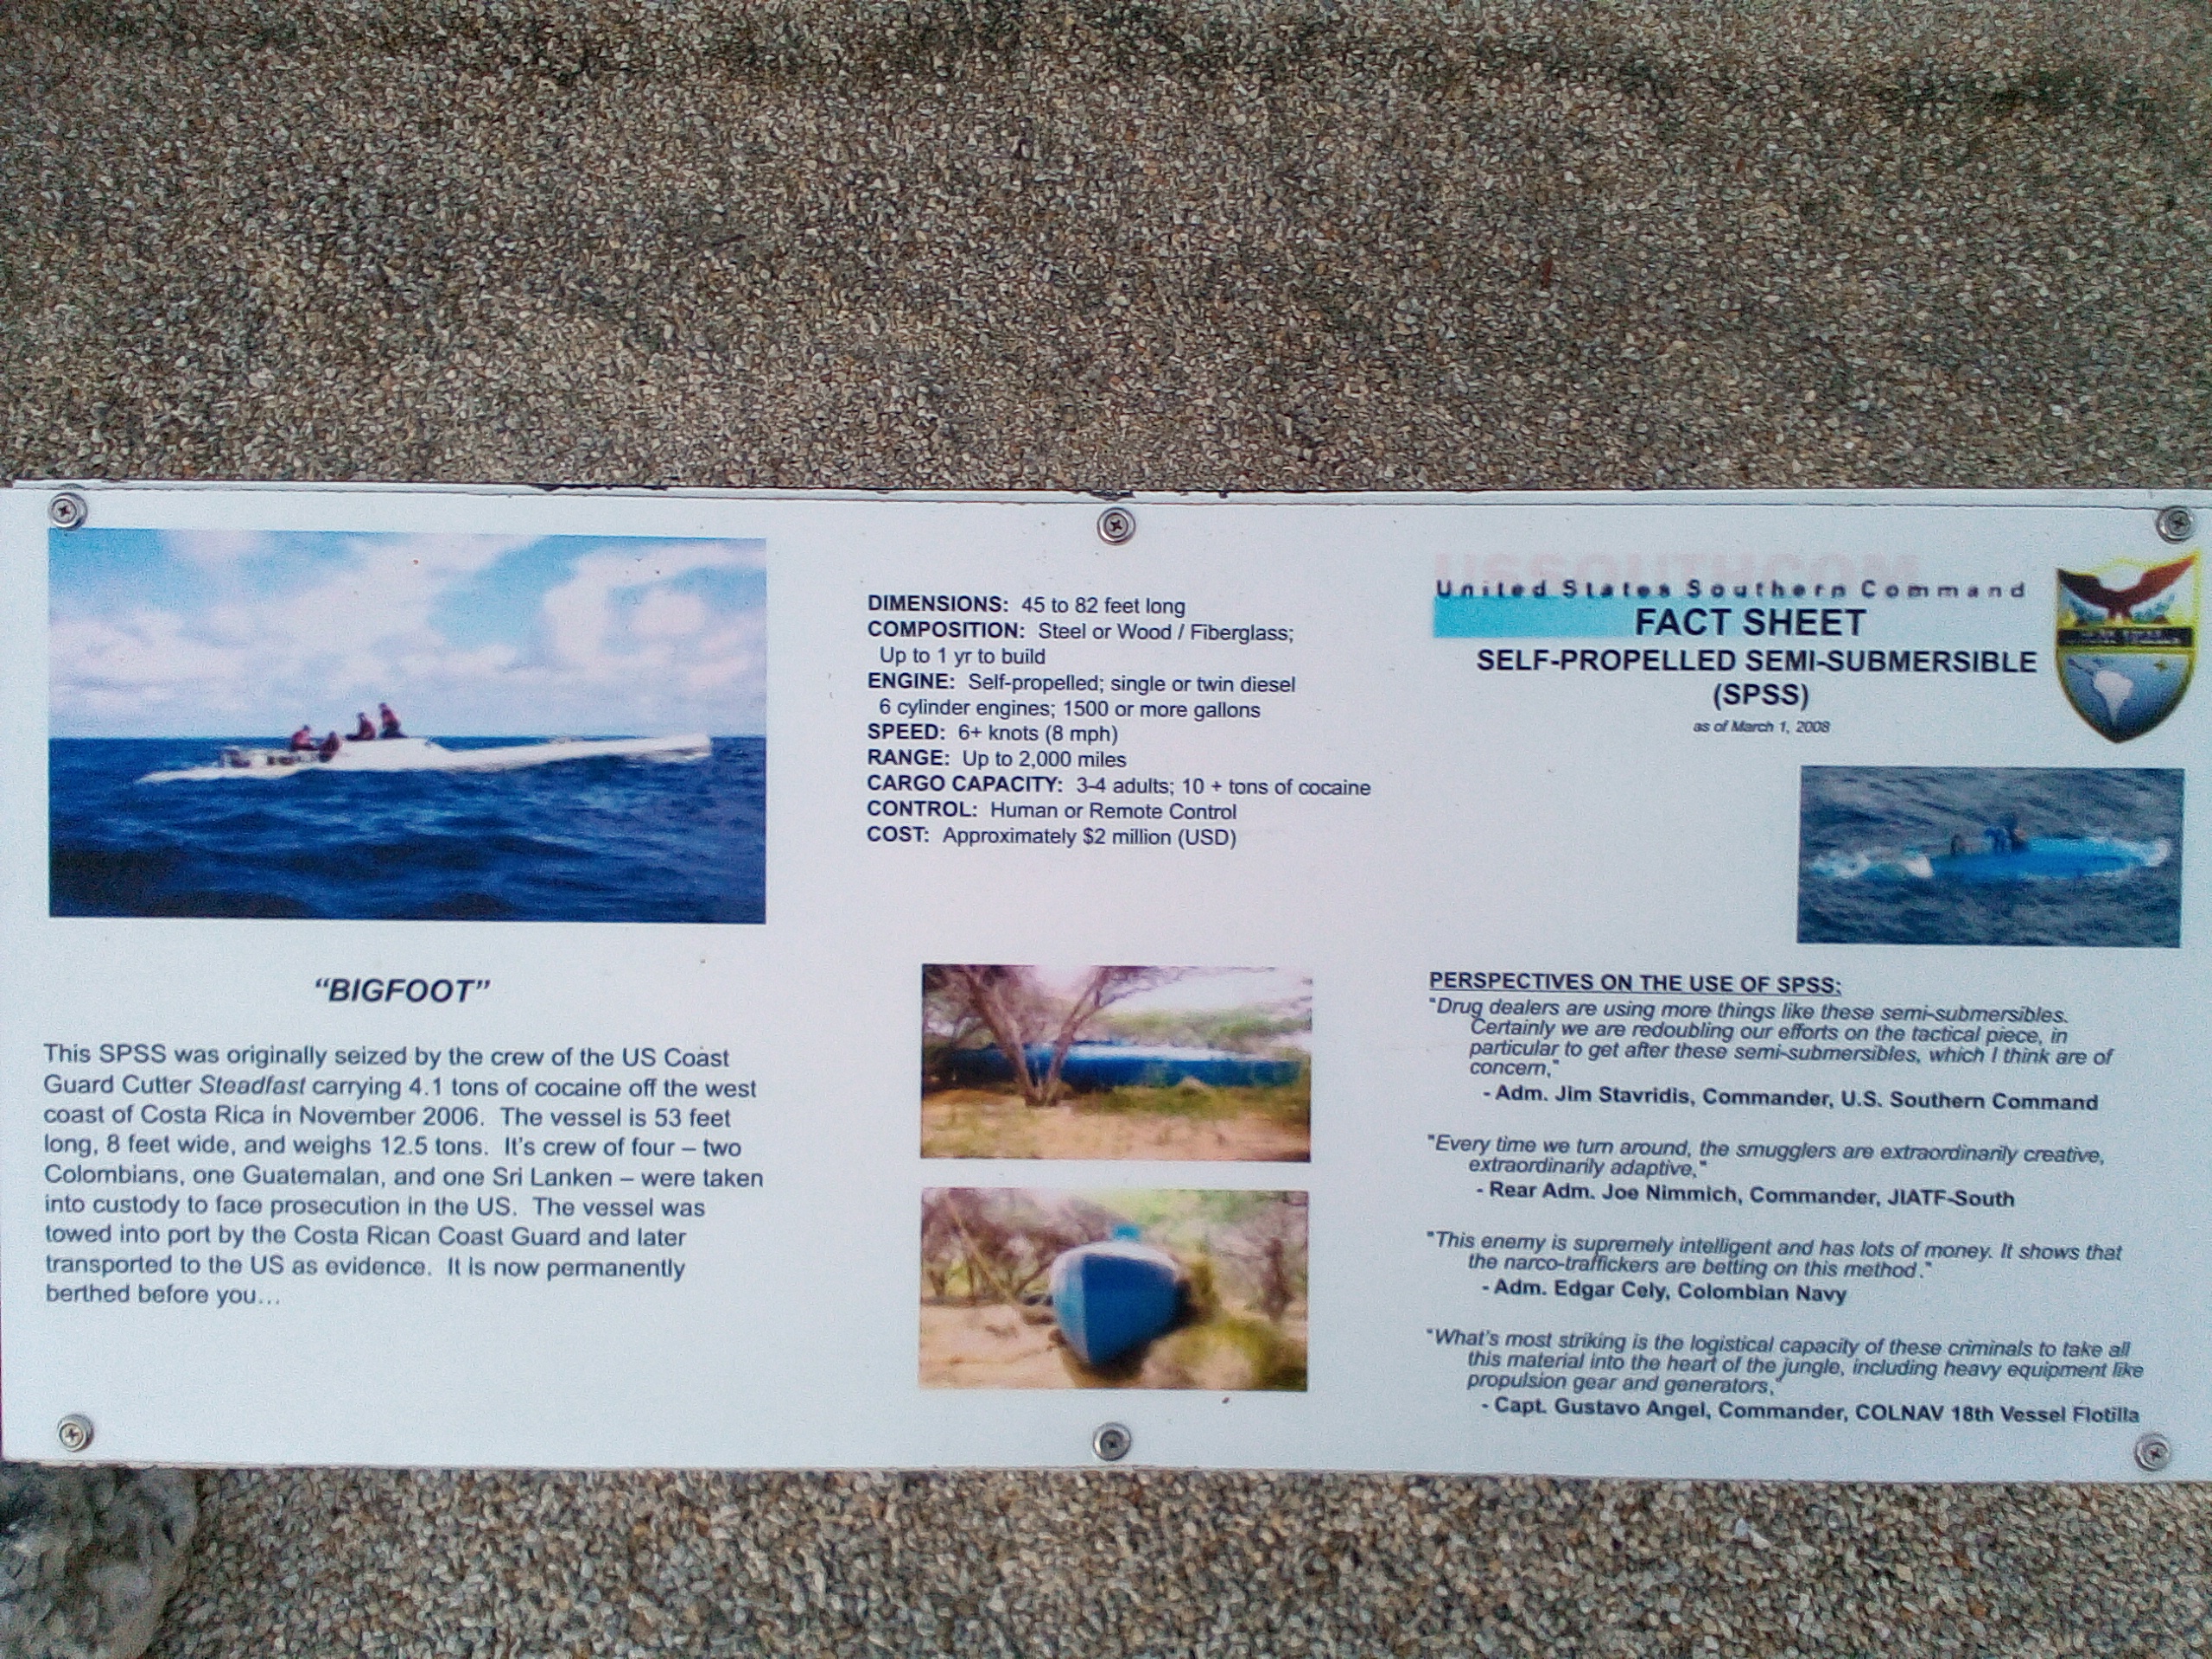 "BIGFOOT"
This SPSS was originally seized by the crew of the US Coast
Guard Cutter Steadfast carrying 4.1 tons of cocaine off the west
coast of Costa Rica in November 2006. The vessel is 53 feet
long, 8 feet wide, and weighs 12.5 tons. It's crew of four – two
Colombians, one Guatemalan, and one Sri Lanken – were taken
into custody to face prosecution in the US. The vessel was
towed into port by the Costa Rican Coast Guard and later
transported to the US as evidence. It is now permanently
berthed before you...
DIMENSIONS: 45 to 82 feet long
COMPOSITION: Steel or Wood / Fiberglass;
Up to 1 yr to build
ENGINE: Self-propelled; single or twin diesel
6 cylinder engines; 1500 or more gallons
SPEED: 6+ knots (8 mph)
RANGE: Up to 2,000 miles
CARGO CAPACITY: 3-4 adults; 10 + tons of cocaine
CONTROL: Human or Remote Control
COST: Approximately $2 million (USD)
USSOUTHCOM
United States Southern Command
FACT SHEET
SELF-PROPELLED SEMI-SUBMERSIBLE
(SPSS)
as of March 1, 2008
PERSPECTIVES ON THE USE OF SPSS:
"Drug dealers are using more things like these semi-submersibles.
Certainly we are redoubling our efforts on the tactical piece, in
particular to get after these semi-submersibles, which I think are of
concern,"
- Adm. Jim Stavridis, Commander, U.S. Southern Command
"Every time we turn around, the smugglers are extraordinarily creative,
extraordinarily adaptive,"
- Rear Adm. Joe Nimmich, Commander, JIATF-South
"This enemy is supremely intelligent and has lots of money. It shows that
the narco-traffickers are betting on this method."
- Adm. Edgar Cely, Colombian Navy
"What's most striking is the logistical capacity of these criminals to take all
this material into the heart of the jungle, including heavy equipment like
propulsion gear and generators,"
- Capt. Gustavo Angel, Commander, COLNAV 18th Vessel Flotilla